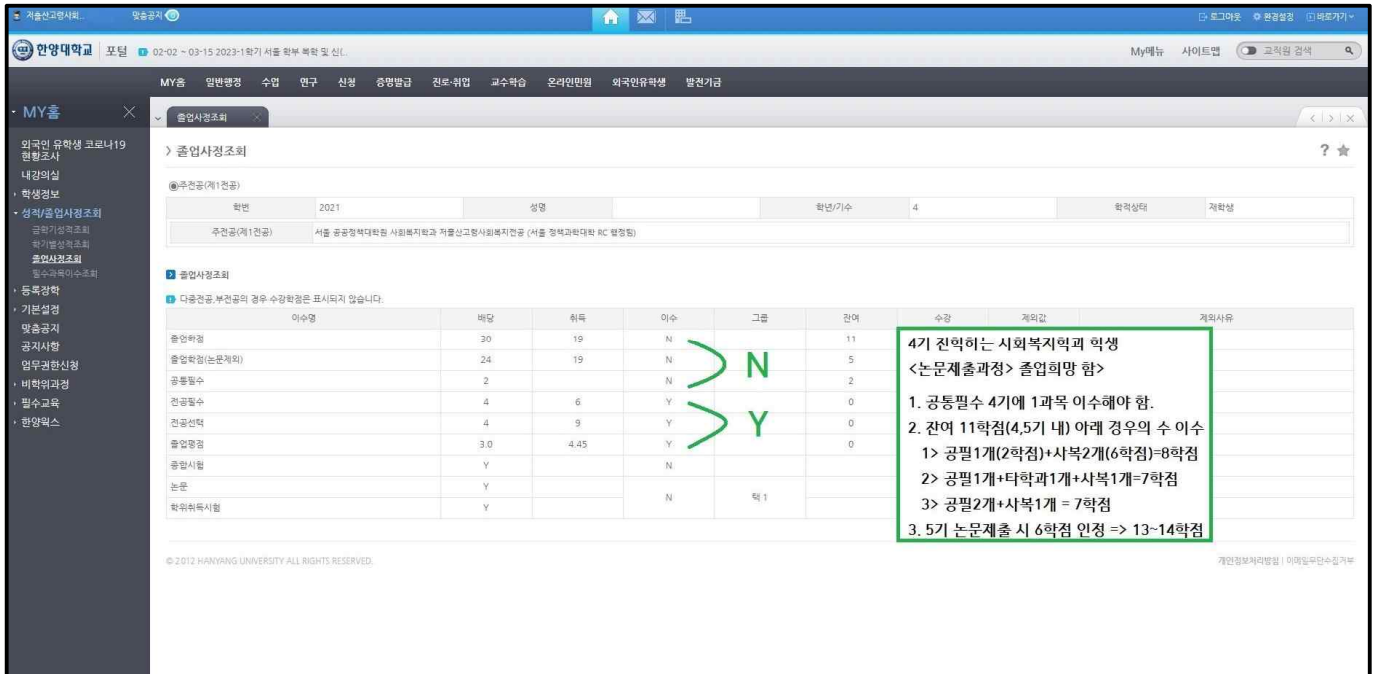 저출산고령사회.. 맞춤공지
로그아웃 환경설정 바로가기
한양대학교 포털 02-02 ~ 03-15 2023-1학기 서울 학부 복학 및 신(..
My메뉴 사이트맵 교직원 검색
MY홈 일반행정 수업 연구 신청 증명발급 진로·취업 교수학습 온라인민원 외국인유학생 발전기금
MY홈
외국인 유학생 코로나19
현황조사
내강의실
학생정보
성적/졸업사정조회
금학기성적조회
학기별성적조회
졸업사정조회
필수과목이수조회
등록장학
기본설정
맞춤공지
공지사항
업무권한신청
비학위과정
필수교육
한양웍스
졸업사정조회
> 졸업사정조회
주전공(제1전공)
학번 2021 성명 학년/기수 4 학적상태 재학생
주전공(제1전공) 서울 공공정책대학원 사회복지학과 저출산고령사회복지전공 (서울 정책과학대학 RC 행정팀)
졸업사정조회
다중전공,부전공의 경우 수강학점은 표시되지 않습니다.
이수명 배당 취득 이수 그룹 잔여 수강 제외값 제외사유
졸업학점 30 19 N 11
졸업학점(논문제외) 24 19 N 5
공통필수 2 N 2
전공필수 4 6 Y 0
전공선택 4 9 Y 0
졸업평점 3.0 4.45 Y 0
종합시험 Y N
논문 Y
학위취득시험 Y
N 택 1
N
Y
4기 진학하는 사회복지학과 학생
<논문제출과정> 졸업희망 함>
1. 공통필수 4기에 1과목 이수해야 함.
2. 잔여 11학점(4,5기 내) 아래 경우의 수 이수
1> 공필1개(2학점)+사복2개(6학점)=8학점
2> 공필1개+타학과1개+사복1개=7학점
3> 공필2개+사복1개 = 7학점
3. 5기 논문제출 시 6학점 인정 => 13~14학점
© 2012 HANYANG UNIVERSITY ALL RIGHTS RESERVED.
개인정보처리방침 | 이메일무단수집거부